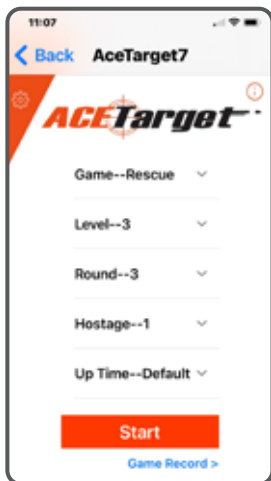 11:07
Back AceTarget7
ACETarget
Game--Rescue
Level--3
Round--3
Hostage--1
Up Time--Default
Start
Game Record >